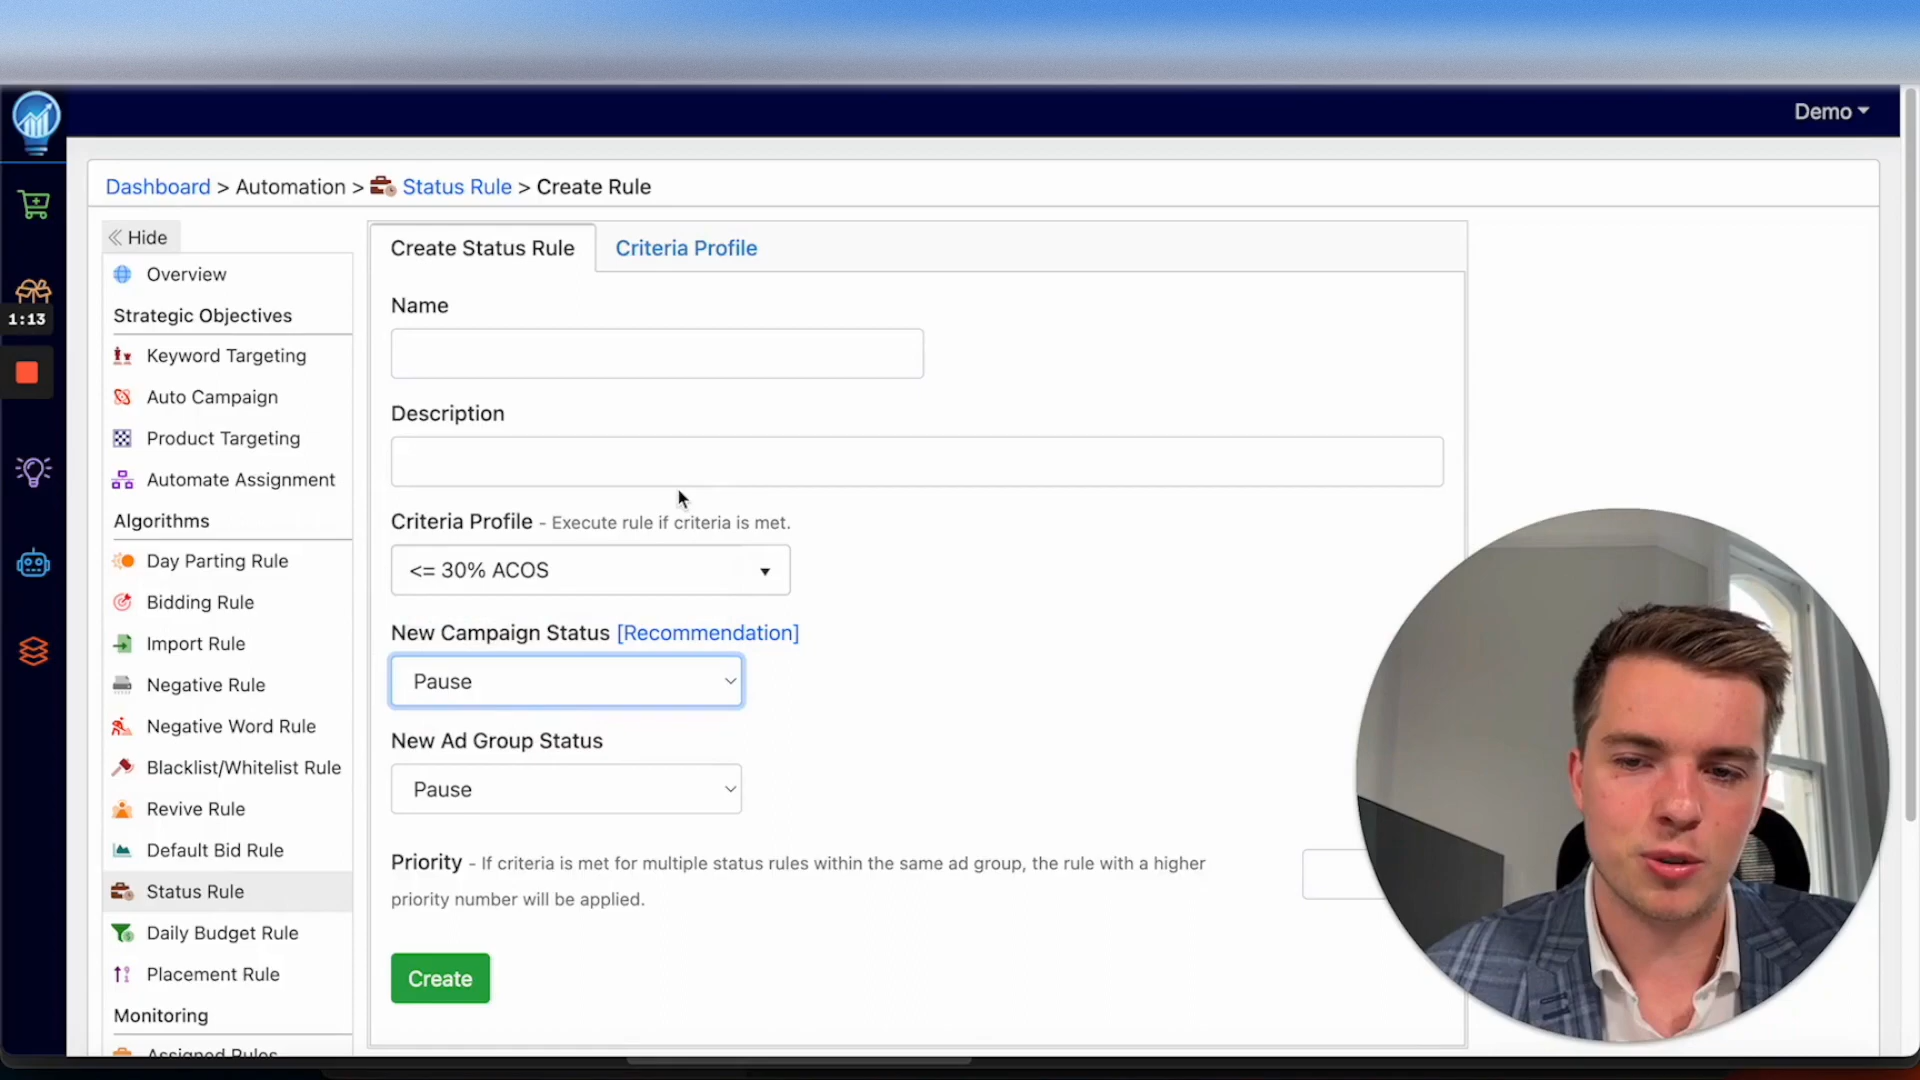 Demo
Dashboard > Automation > Status Rule > Create Rule
Hide
Overview
Strategic Objectives
Keyword Targeting
Auto Campaign
Product Targeting
Automate Assignment
Algorithms
Day Parting Rule
Bidding Rule
Import Rule
Negative Rule
Negative Word Rule
Blacklist/Whitelist Rule
Revive Rule
Default Bid Rule
Status Rule
Daily Budget Rule
Placement Rule
Monitoring
Assigned Rules
1:13
Create Status Rule
Criteria Profile
Name
Description
Criteria Profile - Execute rule if criteria is met.
<= 30% ACOS
New Campaign Status [Recommendation]
Pause
New Ad Group Status
Pause
Priority - If criteria is met for multiple status rules within the same ad group, the rule with a higher
priority number will be applied.
Create